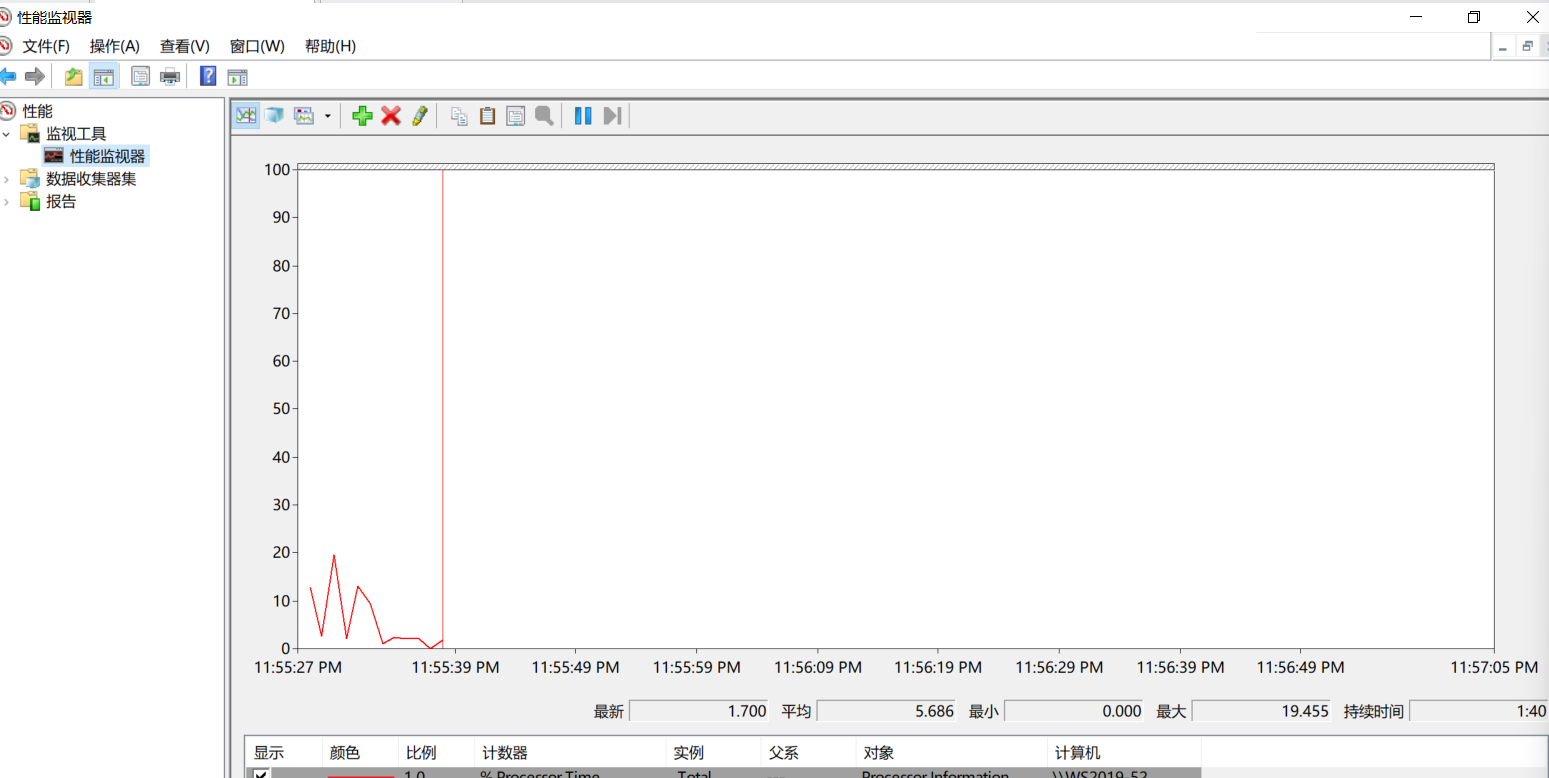 性能监视器
文件(F) 操作(A) 查看(V) 窗口(W) 帮助(H)
性能
监视工具
性能监视器
数据收集器集
报告
100
90
80
70
60
50
40
30
20
10
0
11:55:27 PM 11:55:39 PM 11:55:49 PM 11:55:59 PM 11:56:09 PM 11:56:19 PM 11:56:29 PM 11:56:39 PM 11:56:49 PM 11:57:05 PM
最新 1.700 平均 5.686 最小 0.000 最大 19.455 持续时间 1:40
显示 颜色 比例 计数器 实例 父系 对象 计算机
1.0 % Processor Time _Total --- Processor Information \\WS2019-52